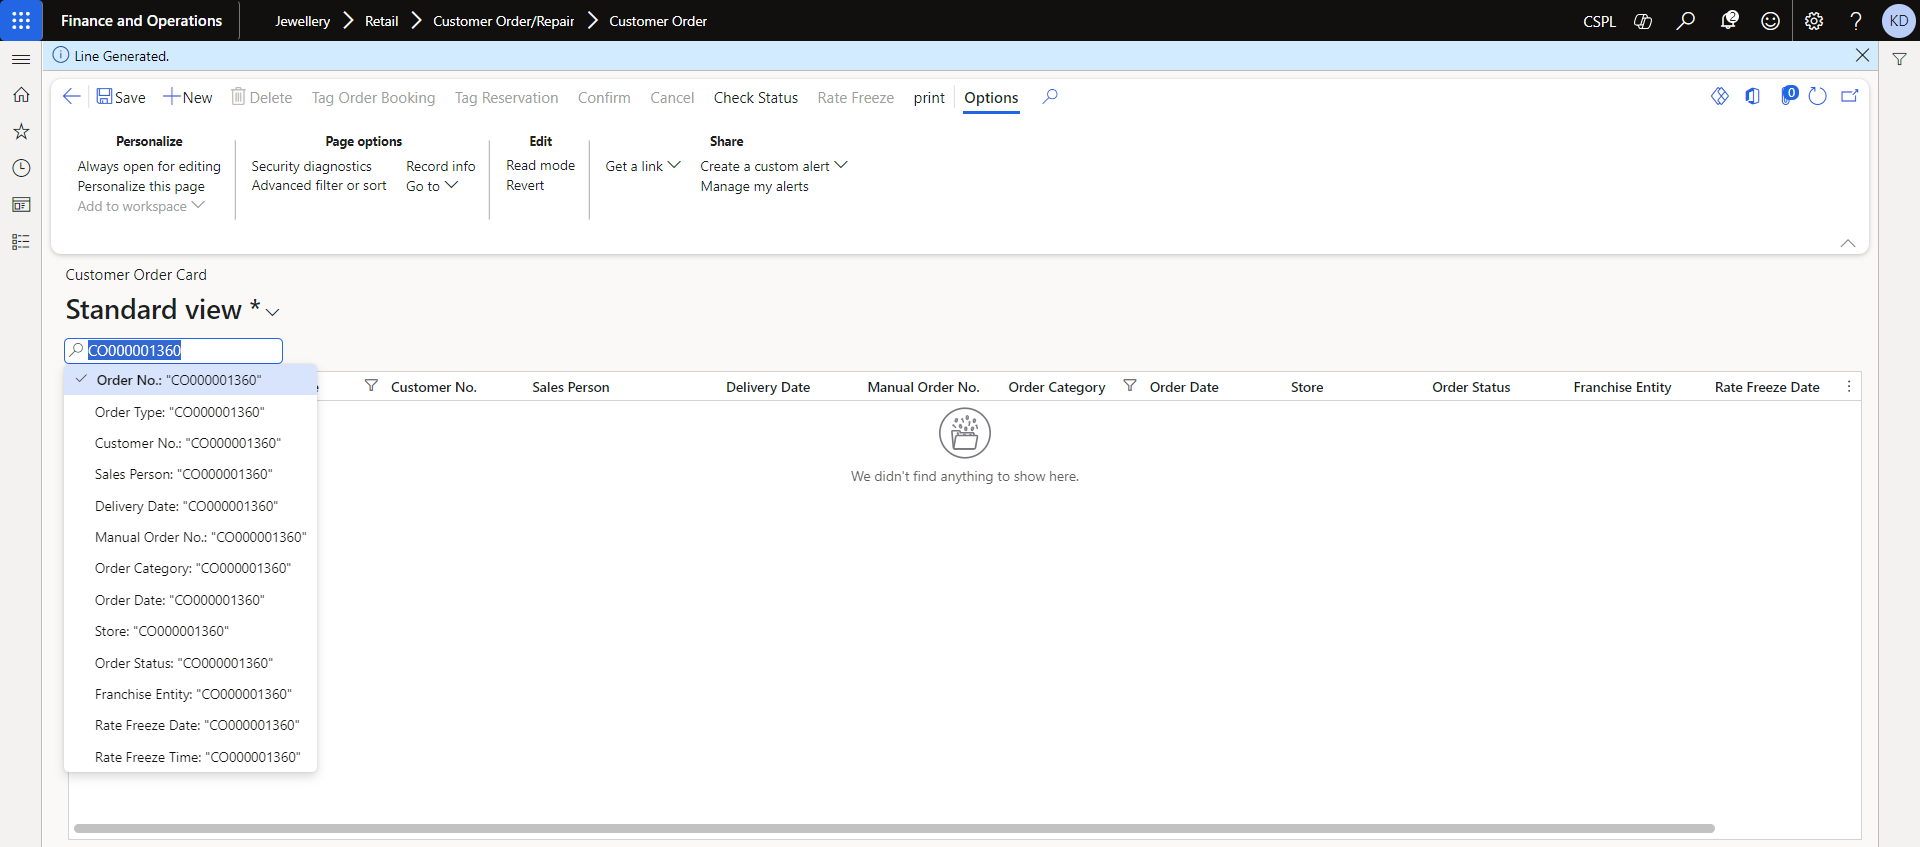 Finance and Operations
Jewellery
Retail
Customer Order/Repair
Customer Order
CSPL
2
KD
Line Generated.
Save
New
Delete
Tag Order Booking
Tag Reservation
Confirm
Cancel
Check Status
Rate Freeze
print
Options
0
Personalize
Always open for editing
Personalize this page
Add to workspace
Page options
Security diagnostics
Advanced filter or sort
Record info
Go to
Edit
Read mode
Revert
Share
Get a link
Create a custom alert
Manage my alerts
Customer Order Card
Standard view *
CO000001360
Order No.: "CO000001360"
Order Type: "CO000001360"
Customer No.: "CO000001360"
Sales Person: "CO000001360"
Delivery Date: "CO000001360"
Manual Order No.: "CO000001360"
Order Category: "CO000001360"
Order Date: "CO000001360"
Store: "CO000001360"
Order Status: "CO000001360"
Franchise Entity: "CO000001360"
Rate Freeze Date: "CO000001360"
Rate Freeze Time: "CO000001360"
Customer No.
Sales Person
Delivery Date
Manual Order No.
Order Category
Order Date
Store
Order Status
Franchise Entity
Rate Freeze Date
We didn't find anything to show here.